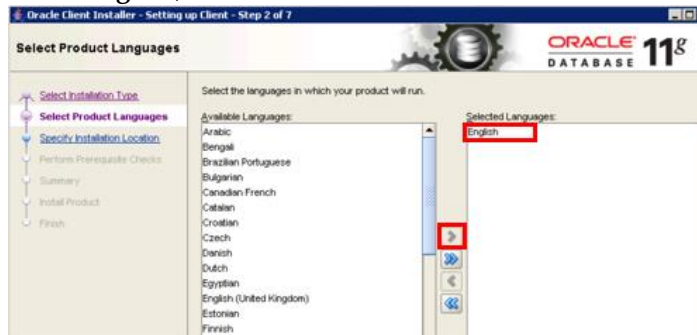 Oracle Client Installer - Setting up Client - Step 2 of 7
Select Product Languages
ORACLE
DATABASE 11g
Select Installation Type
Select Product Languages
Specify Installation Location
Perform Prerequisite Checks
Summary
Install Product
Finish
Select the languages in which your product will run.
Available Languages:
Arabic
Bengali
Brazilian Portuguese
Bulgarian
Canadian French
Catalan
Croatian
Czech
Danish
Dutch
Egyptian
English (United Kingdom)
Estonian
Finnish
Selected Languages:
English